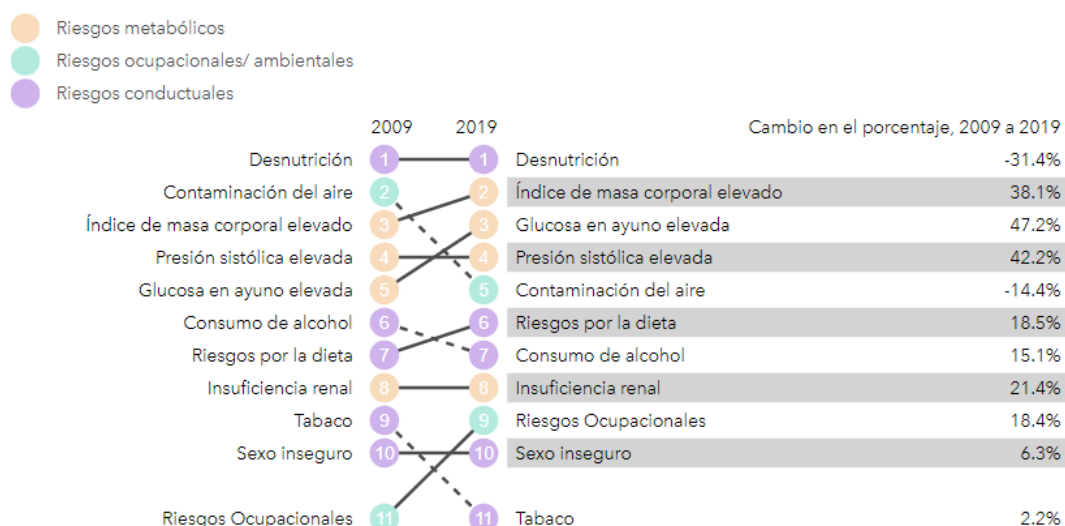 Riesgos metabólicos
Riesgos ocupacionales/ ambientales
Riesgos conductuales
2009 2019 Cambio en el porcentaje, 2009 a 2019
Desnutrición 1 1 Desnutrición -31.4%
Contaminación del aire 2 2 Índice de masa corporal elevado 38.1%
Índice de masa corporal elevado 3 3 Glucosa en ayuno elevada 47.2%
Presión sistólica elevada 4 4 Presión sistólica elevada 42.2%
Glucosa en ayuno elevada 5 5 Contaminación del aire -14.4%
Consumo de alcohol 6 6 Riesgos por la dieta 18.5%
Riesgos por la dieta 7 7 Consumo de alcohol 15.1%
Insuficiencia renal 8 8 Insuficiencia renal 21.4%
Tabaco 9 9 Riesgos Ocupacionales 18.4%
Sexo inseguro 10 10 Sexo inseguro 6.3%
Riesgos Ocupacionales 11 11 Tabaco 2.2%